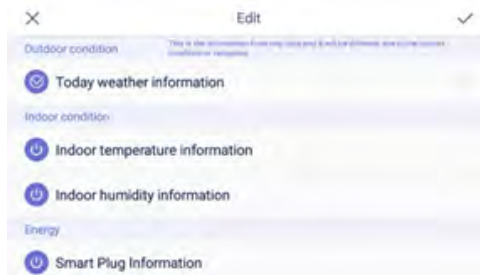 Edit
Outdoor condition
Today weather information
Indoor condition
Indoor temperature information
Indoor humidity information
Energy
Smart Plug Information